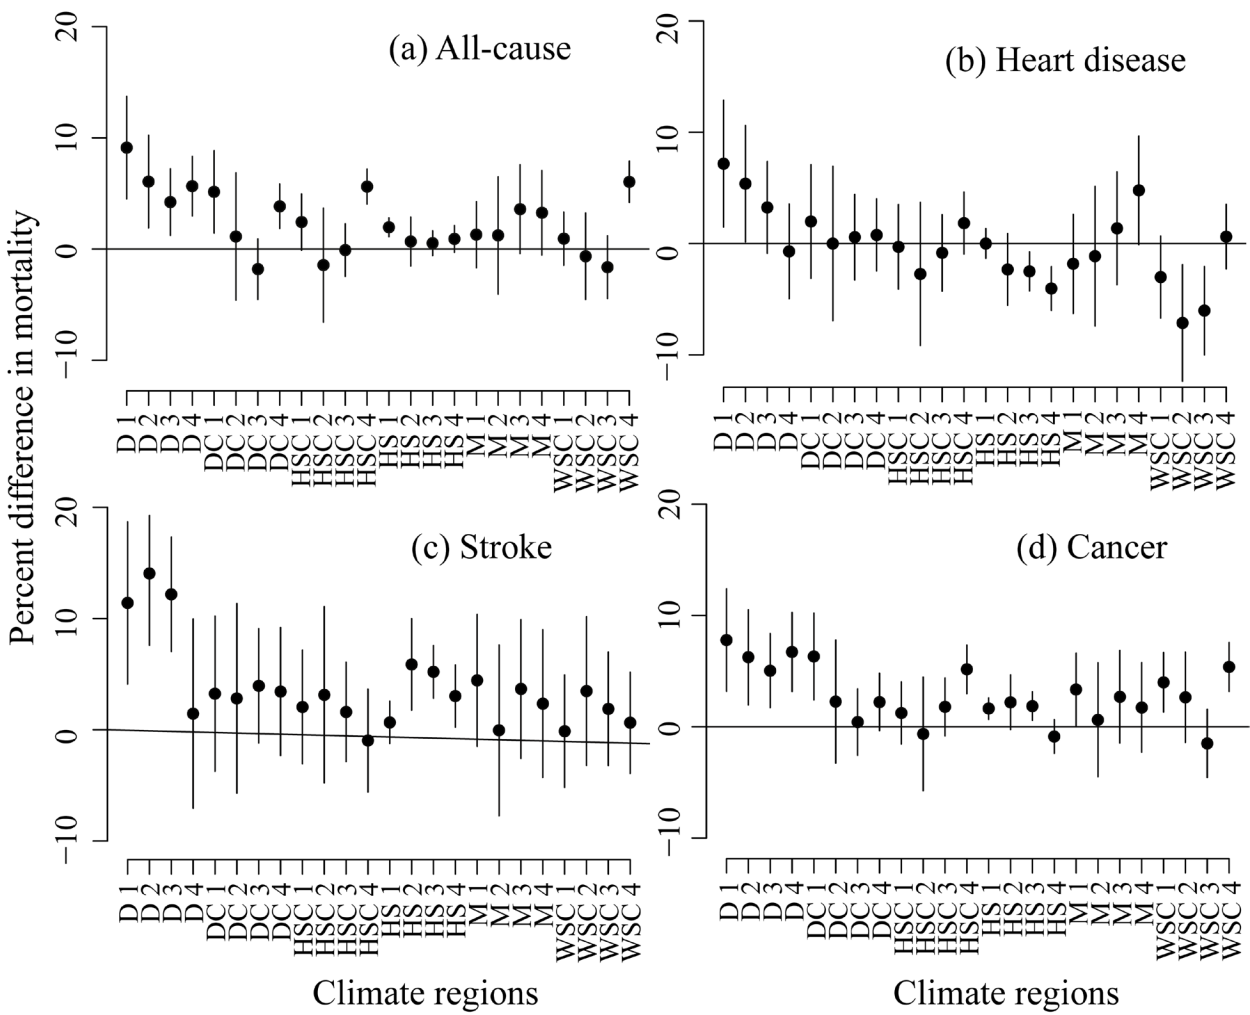 Percent difference in mortality
(a) All-cause
20
10
0
−10
D 1
D 2
D 3
D 4
DC 1
DC 2
DC 3
DC 4
HSC 1
HSC 2
HSC 3
HSC 4
HS 1
HS 2
HS 3
HS 4
M 1
M 2
M 3
M 4
WSC 1
WSC 2
WSC 3
WSC 4
(b) Heart disease
20
10
0
−10
D 1
D 2
D 3
D 4
DC 1
DC 2
DC 3
DC 4
HSC 1
HSC 2
HSC 3
HSC 4
HS 1
HS 2
HS 3
HS 4
M 1
M 2
M 3
M 4
WSC 1
WSC 2
WSC 3
WSC 4
(c) Stroke
20
10
0
−10
D 1
D 2
D 3
D 4
DC 1
DC 2
DC 3
DC 4
HSC 1
HSC 2
HSC 3
HSC 4
HS 1
HS 2
HS 3
HS 4
M 1
M 2
M 3
M 4
WSC 1
WSC 2
WSC 3
WSC 4
Climate regions
(d) Cancer
20
10
0
−10
D 1
D 2
D 3
D 4
DC 1
DC 2
DC 3
DC 4
HSC 1
HSC 2
HSC 3
HSC 4
HS 1
HS 2
HS 3
HS 4
M 1
M 2
M 3
M 4
WSC 1
WSC 2
WSC 3
WSC 4
Climate regions